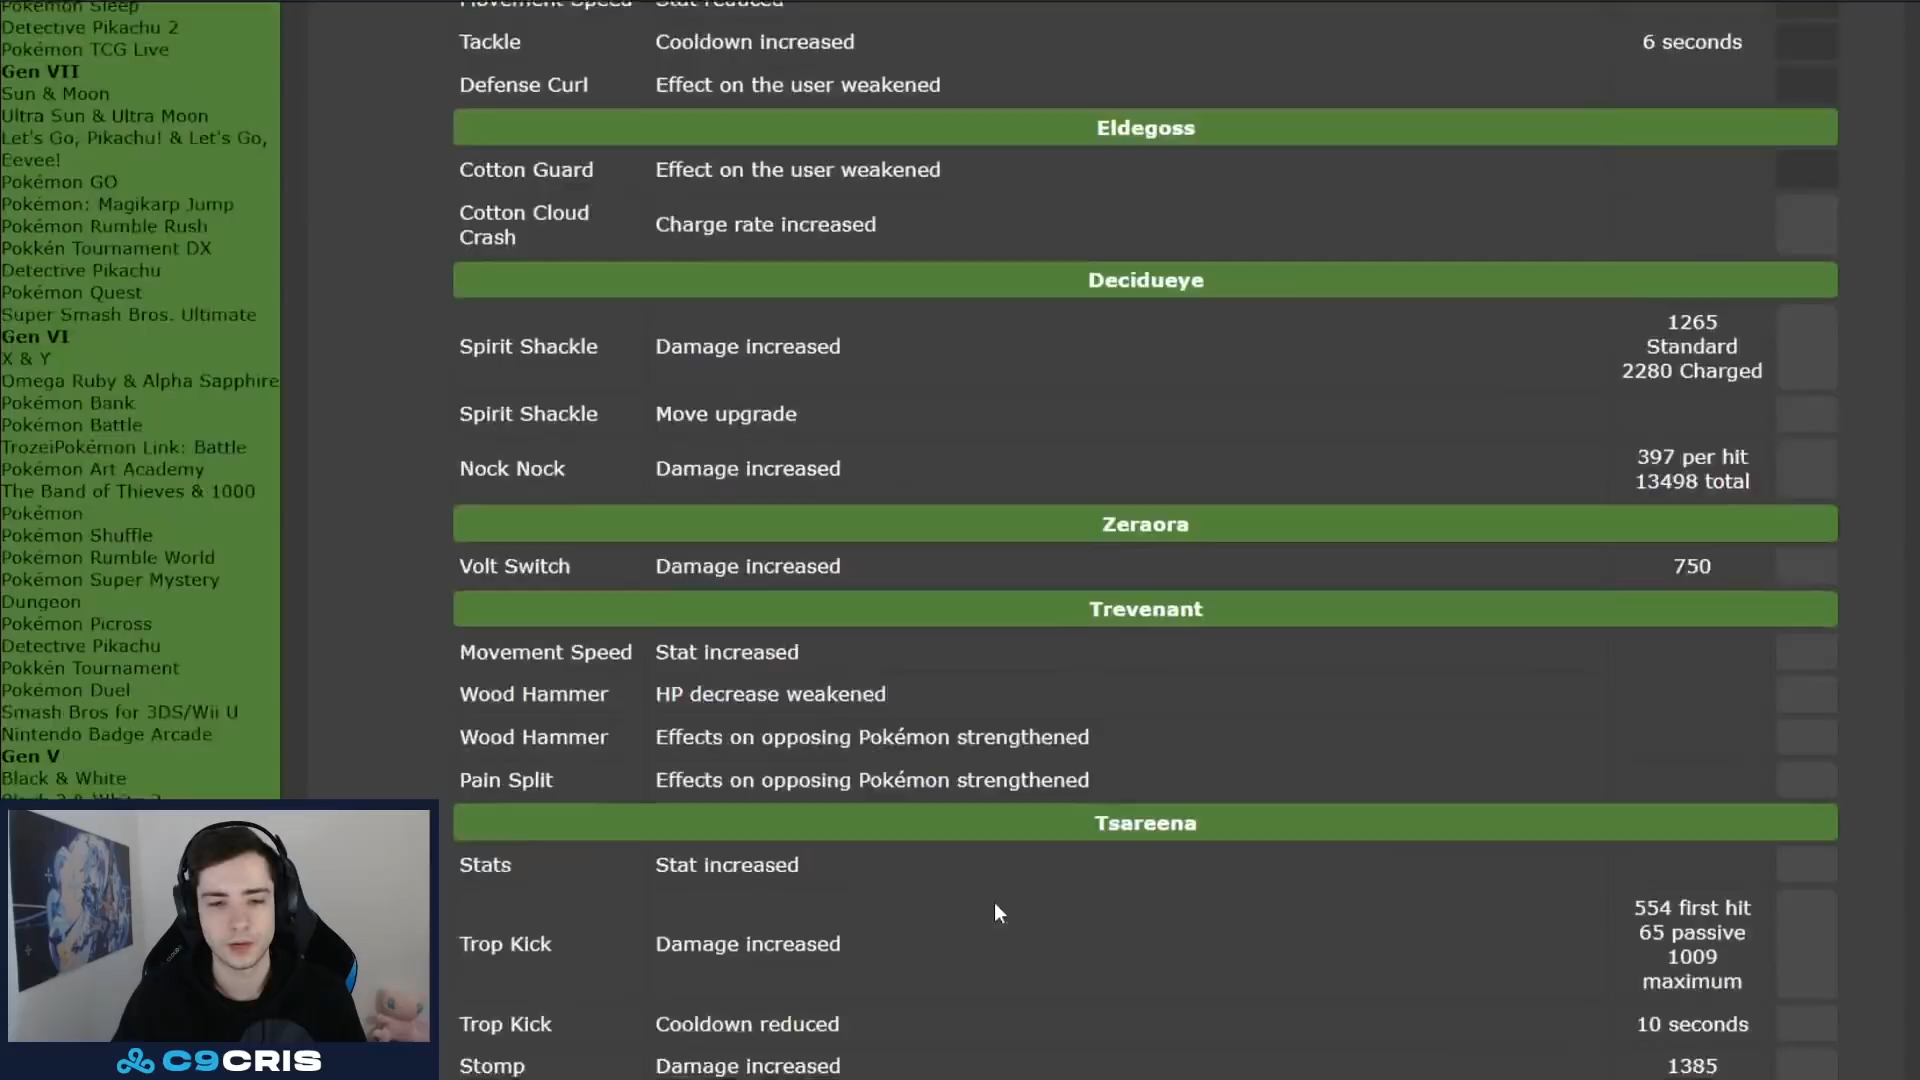 Pokémon Sleep
Detective Pikachu 2
Pokémon TCG Live
Gen VII
Sun & Moon
Ultra Sun & Ultra Moon
Let's Go, Pikachu! & Let's Go,
Eevee!
Pokémon GO
Pokémon: Magikarp Jump
Pokémon Rumble Rush
Pokkén Tournament DX
Detective Pikachu
Pokémon Quest
Super Smash Bros. Ultimate
Gen VI
X & Y
Omega Ruby & Alpha Sapphire
Pokémon Bank
Pokémon Battle
TrozeiPokémon Link: Battle
Pokémon Art Academy
The Band of Thieves & 1000
Pokémon
Pokémon Shuffle
Pokémon Rumble World
Pokémon Super Mystery
Dungeon
Pokémon Picross
Detective Pikachu
Pokkén Tournament
Pokémon Duel
Smash Bros for 3DS/Wii U
Nintendo Badge Arcade
Gen V
Black & White
Movement Speed Stat reduced
Tackle Cooldown increased 6 seconds
Defense Curl Effect on the user weakened
Eldegoss
Cotton Guard Effect on the user weakened
Cotton Cloud
Crash
Charge rate increased
Decidueye
Spirit Shackle Damage increased
1265
Standard
2280 Charged
Spirit Shackle Move upgrade
Nock Nock Damage increased
397 per hit
13498 total
Zeraora
Volt Switch Damage increased 750
Trevenant
Movement Speed Stat increased
Wood Hammer HP decrease weakened
Wood Hammer Effects on opposing Pokémon strengthened
Pain Split Effects on opposing Pokémon strengthened
Tsareena
Stats Stat increased
Trop Kick Damage increased
554 first hit
65 passive
1009
maximum
Trop Kick Cooldown reduced 10 seconds
Stomp Damage increased 1385
C9CRIS